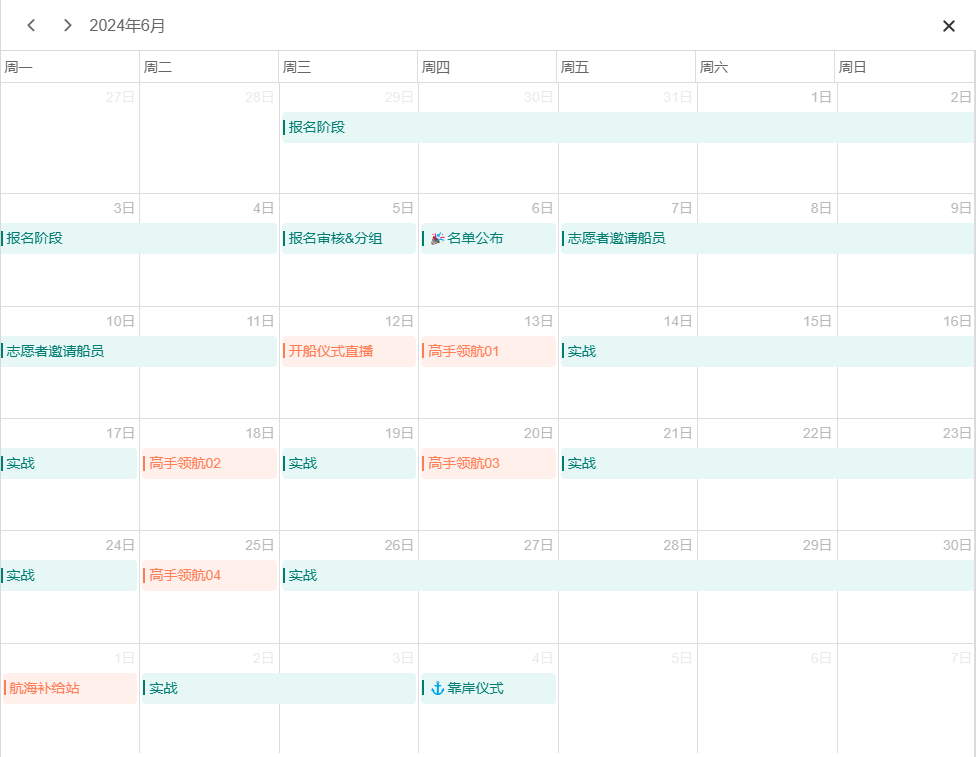 2024年6月
周一 周二 周三 周四 周五 周六 周日
27日 28日 29日 30日 31日 1日 2日
报名阶段
3日 4日 5日 6日 7日 8日 9日
报名阶段 报名审核&分组 🎉名单公布 志愿者邀请船员
10日 11日 12日 13日 14日 15日 16日
志愿者邀请船员 开船仪式直播 高手领航01 实战
17日 18日 19日 20日 21日 22日 23日
实战 高手领航02 实战 高手领航03 实战
24日 25日 26日 27日 28日 29日 30日
实战 高手领航04 实战
1日 2日 3日 4日 5日 6日 7日
航海补给站 实战 ⚓靠岸仪式